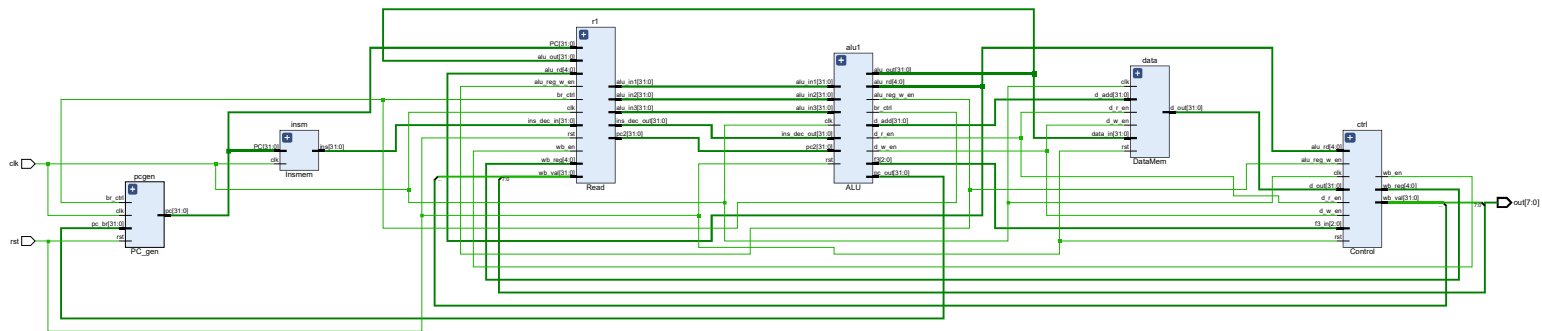 clk
rst
pcgen
br_ctrl
clk
pc_br[31:0]
rst
pc[31:0]
PC_gen
insm
PC[31:0]
clk
ins[31:0]
Insmem
r1
PC[31:0]
alu_out[31:0]
alu_rd[4:0]
alu_reg_w_en
br_ctrl
clk
ins_dec_in[31:0]
rst
wb_en
wb_reg[4:0]
wb_val[31:0]
alu_in1[31:0]
alu_in2[31:0]
alu_in3[31:0]
ins_dec_out[31:0]
pc2[31:0]
Read
7:0
alu1
alu_in1[31:0]
alu_in2[31:0]
alu_in3[31:0]
clk
ins_dec_out[31:0]
pc2[31:0]
rst
alu_out[31:0]
alu_rd[4:0]
alu_reg_w_en
br_ctrl
d_add[31:0]
d_r_en
d_w_en
f3[2:0]
pc_out[31:0]
ALU
data
clk
d_add[31:0]
d_r_en
d_w_en
data_in[31:0]
rst
d_out[31:0]
DataMem
ctrl
alu_rd[4:0]
alu_reg_w_en
clk
d_out[31:0]
d_r_en
d_w_en
f3_in[2:0]
rst
wb_en
wb_reg[4:0]
wb_val[31:0]
Control
7:0
out[7:0]